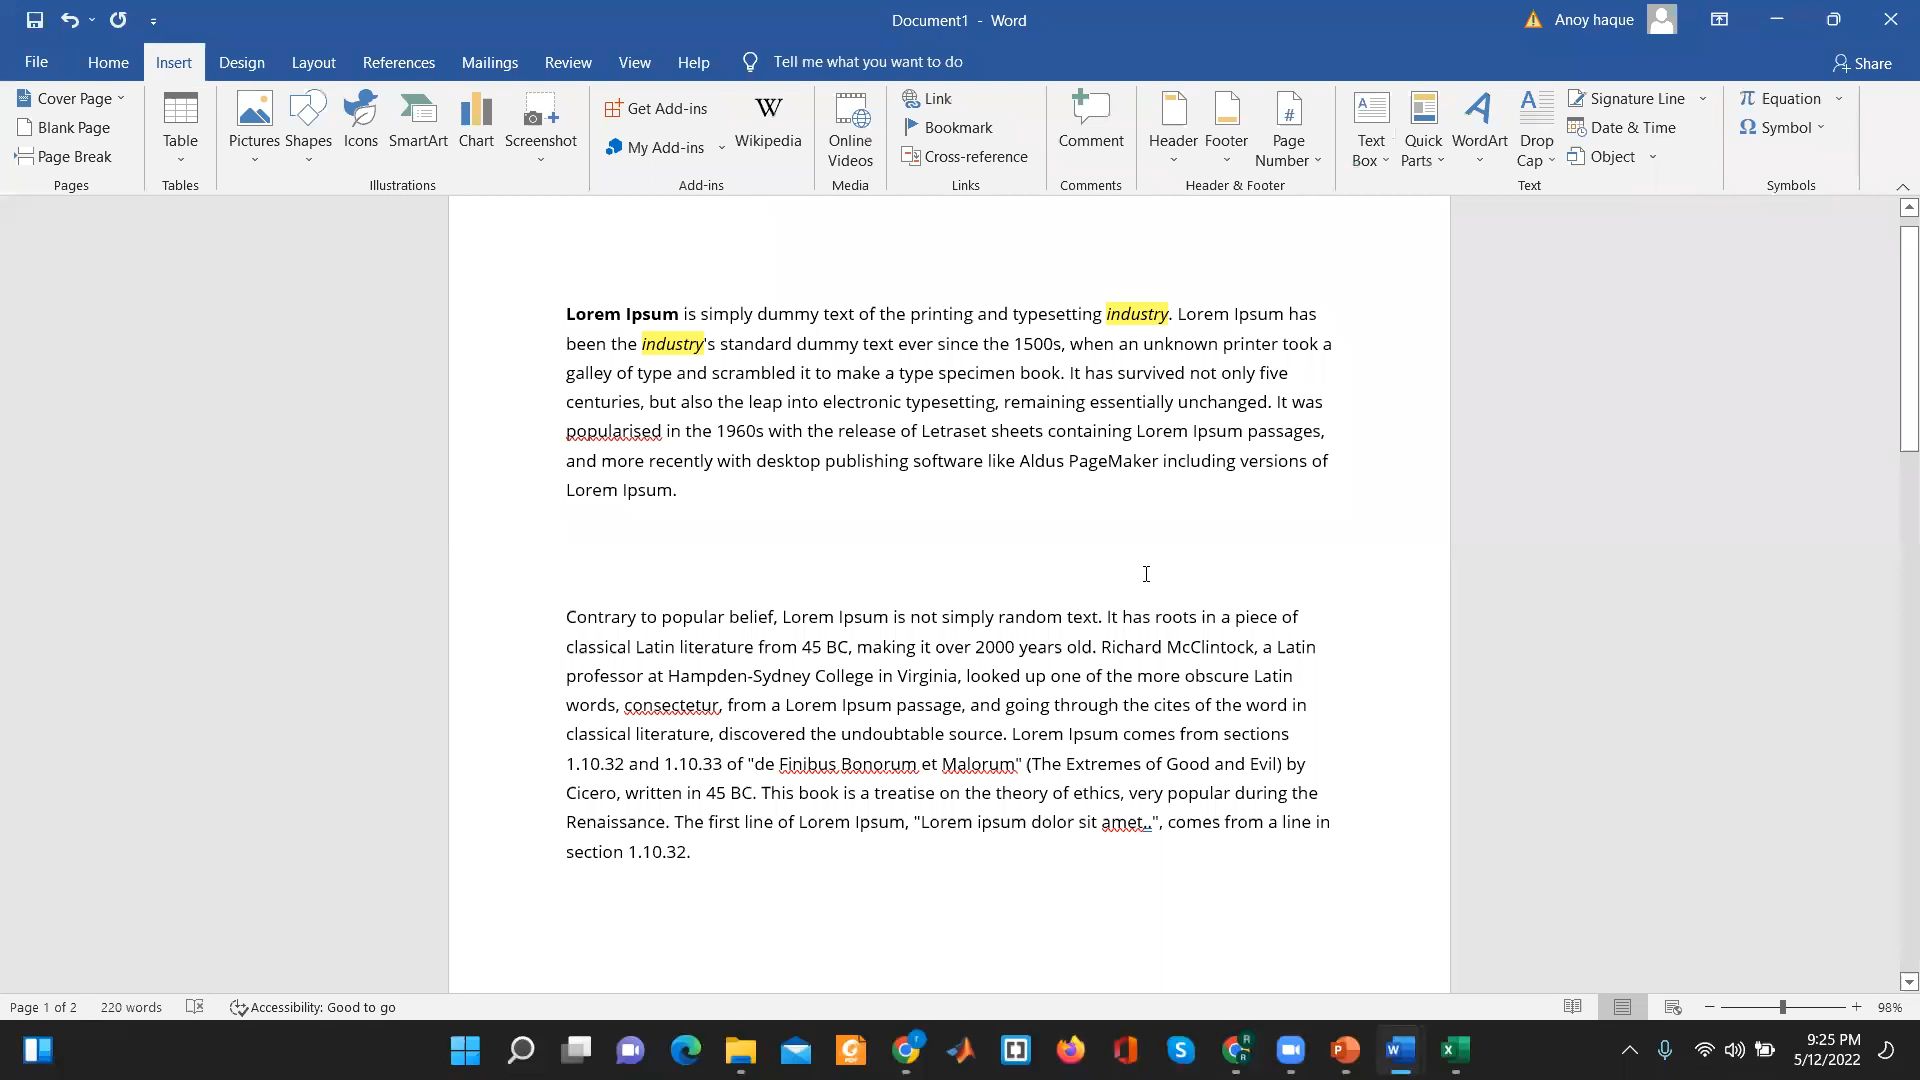 Document1 - Word
Anoy haque
File Home Insert Design Layout References Mailings Review View Help Tell me what you want to do Share
Cover Page
Blank Page
Page Break
Pages
Table
Tables
Pictures Shapes Icons SmartArt Chart Screenshot
Illustrations
Get Add-ins
My Add-ins
Wikipedia
Add-ins
Online
Videos
Media
Link
Bookmark
Cross-reference
Links
Comment
Comments
Header Footer Page
Number
Header & Footer
Text
Box
Quick
Parts
WordArt
Drop
Cap
Signature Line
Date & Time
Object
Text
Equation
Symbol
Symbols
Lorem Ipsum is simply dummy text of the printing and typesetting industry. Lorem Ipsum has
been the industry's standard dummy text ever since the 1500s, when an unknown printer took a
galley of type and scrambled it to make a type specimen book. It has survived not only five
centuries, but also the leap into electronic typesetting, remaining essentially unchanged. It was
popularised in the 1960s with the release of Letraset sheets containing Lorem Ipsum passages,
and more recently with desktop publishing software like Aldus PageMaker including versions of
Lorem Ipsum.
Contrary to popular belief, Lorem Ipsum is not simply random text. It has roots in a piece of
classical Latin literature from 45 BC, making it over 2000 years old. Richard McClintock, a Latin
professor at Hampden-Sydney College in Virginia, looked up one of the more obscure Latin
words, consectetur, from a Lorem Ipsum passage, and going through the cites of the word in
classical literature, discovered the undoubtable source. Lorem Ipsum comes from sections
1.10.32 and 1.10.33 of "de Finibus Bonorum et Malorum" (The Extremes of Good and Evil) by
Cicero, written in 45 BC. This book is a treatise on the theory of ethics, very popular during the
Renaissance. The first line of Lorem Ipsum, "Lorem ipsum dolor sit amet..", comes from a line in
section 1.10.32.
Page 1 of 2 220 words Accessibility: Good to go 98%
9:25 PM
5/12/2022